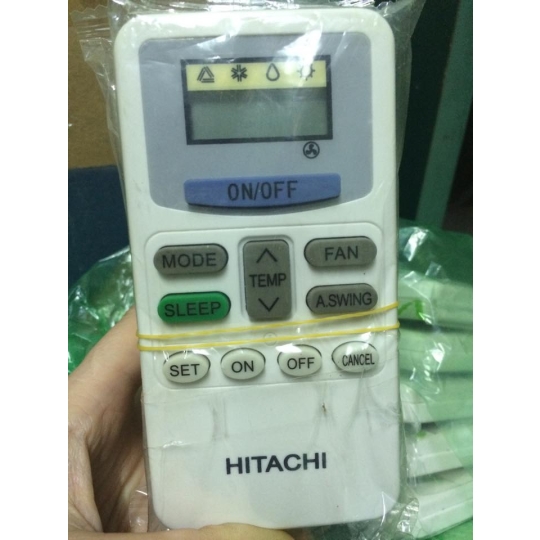 ON/OFF
MODE
TEMP
FAN
SLEEP
A.SWING
SET
ON
OFF
CANCEL
HITACHI